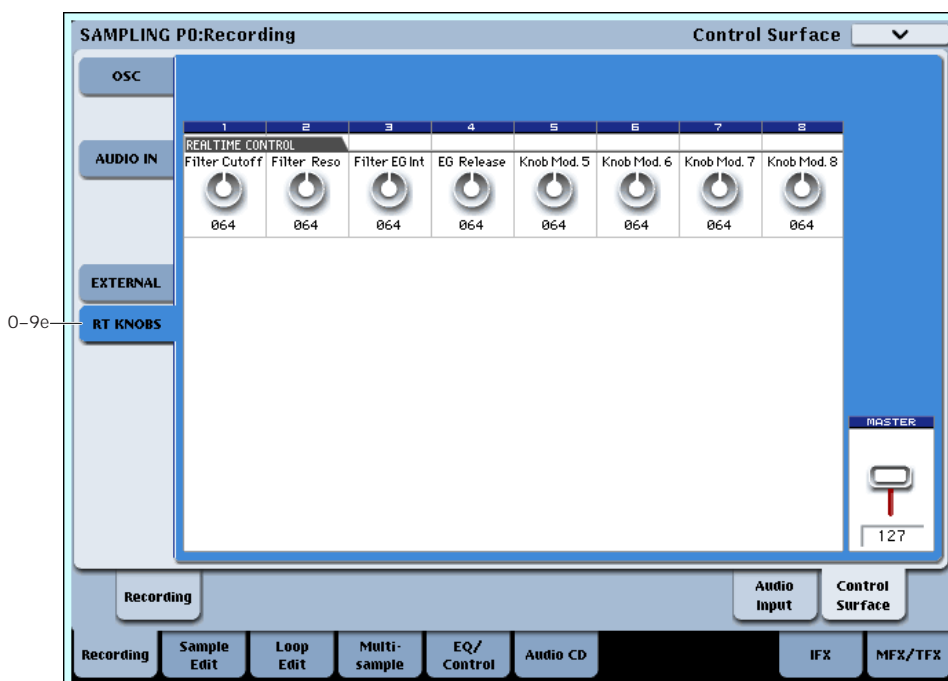 SAMPLING P0:Recording Control Surface
OSC
1 2 3 4 5 6 7 8
REALTIME CONTROL
AUDIO IN
Filter Cutoff Filter Reso Filter EG Int EG Release Knob Mod. 5 Knob Mod. 6 Knob Mod. 7 Knob Mod. 8
064 064 064 064 064 064 064 064
EXTERNAL
0–9e
RT KNOBS
MASTER
127
Recording
Audio Input
Control Surface
Recording
Sample Edit
Loop Edit
Multi-sample
EQ/ Control
Audio CD
IFX
MFX/TFX